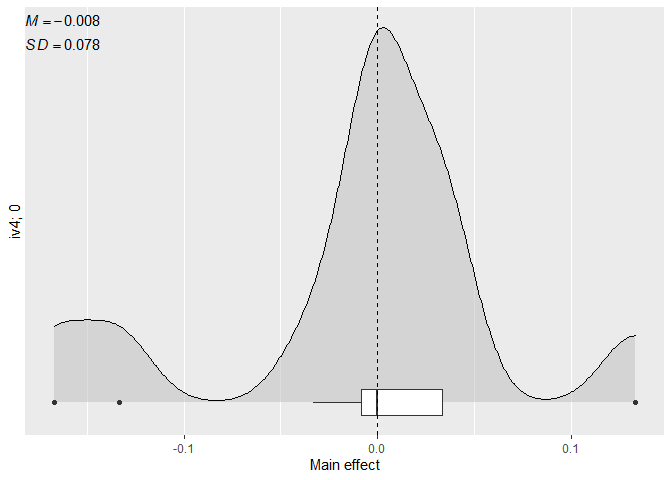 M = −0.008
SD = 0.078
iv4; 0
-0.1
0.0
0.1
Main effect